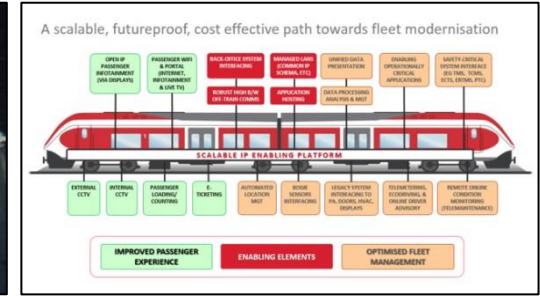 A scalable, futureproof, cost effective path towards fleet modernisation
OPEN IP
PASSENGER
INFOTAINMENT
(VIA DISPLAYS)
PASSENGER WIFI
& PORTAL
(INTERNET,
INFOTAINMENT
& LIVE TV)
BACK-OFFICE SYSTEM
INTERFACING
ROBUST HIGH B/W
OFF-TRAIN COMMS
MANAGED LANS
(COMMON IP
SCHEMA, ETC)
APPLICATION
HOSTING
UNIFIED DATA
PRESENTATION
DATA PROCESSING
ANALYSIS & MGT
ENABLING
OPERATIONALLY
CRITICAL
APPLICATIONS
SAFETY-CRITICAL
SYSTEM INTERFACE
(EG TMS, TCMS,
ECTS, ERTMS, PTC)
SCALABLE IP ENABLING PLATFORM
EXTERNAL
CCTV
INTERNAL
CCTV
PASSENGER
LOADING/
COUNTING
E-
TICKETING
AUTOMATED
LOCATION
MGT
BOGIE
SENSORS
INTERFACING
LEGACY SYSTEM
INTERFACING TO
PA, DOORS, HVAC,
DISPLAYS
TELEMETERING,
ECODRIVING, &
ONLINE DRIVER
ADVISORY
REMOTE ONLINE
CONDITION
MONITORING
(TELEMAINTENANCE)
IMPROVED PASSENGER
EXPERIENCE
ENABLING ELEMENTS
OPTIMISED FLEET
MANAGEMENT